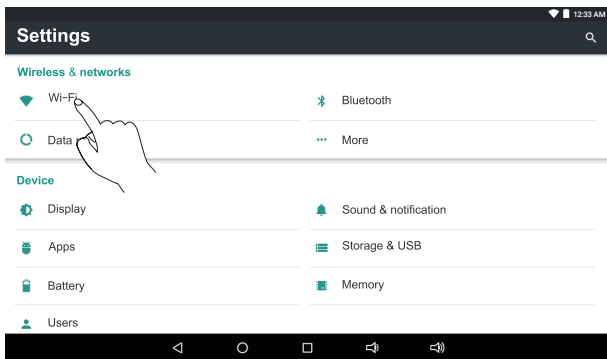 12:33 AM
Settings
Wireless & networks
Wi-Fi
Bluetooth
Data
More
Device
Display
Sound & notification
Apps
Storage & USB
Battery
Memory
Users